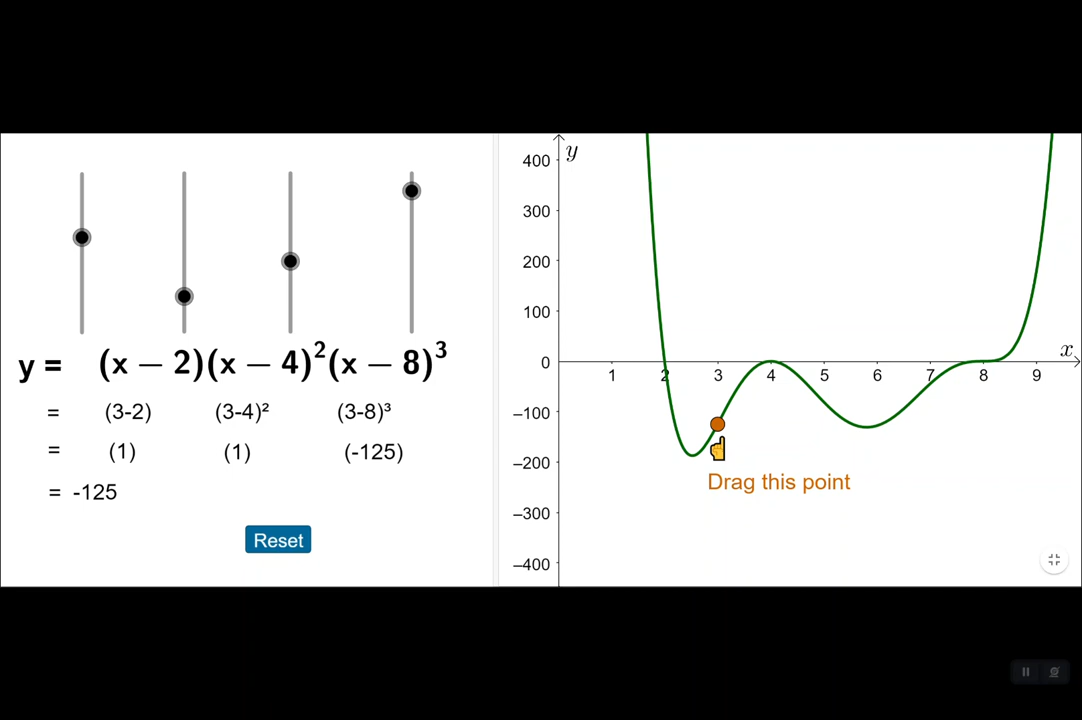 y = (x – 2)(x – 4)² (x – 8)³
= (3-2) (3-4)² (3-8)³
= (1) (1) (-125)
= -125
Reset
y
400
300
200
100
0
–100
–200
–300
–400
1 2 3 4 5 6 7 8 9
x
Drag this point